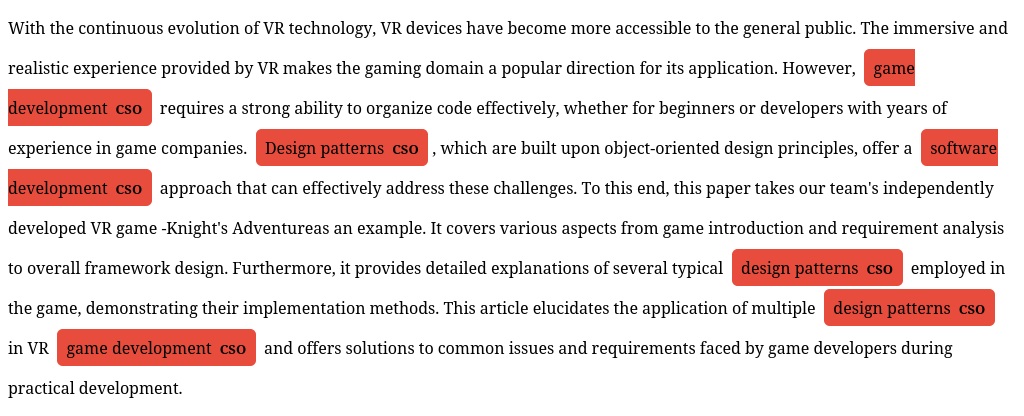 With the continuous evolution of VR technology, VR devices have become more accessible to the general public. The immersive and
realistic experience provided by VR makes the gaming domain a popular direction for its application. However, game
development CSO requires a strong ability to organize code effectively, whether for beginners or developers with years of
experience in game companies. Design patterns CSO , which are built upon object-oriented design principles, offer a software
development CSO approach that can effectively address these challenges. To this end, this paper takes our team's independently
developed VR game -Knight's Adventureas an example. It covers various aspects from game introduction and requirement analysis
to overall framework design. Furthermore, it provides detailed explanations of several typical design patterns CSO employed in
the game, demonstrating their implementation methods. This article elucidates the application of multiple design patterns CSO
in VR game development CSO and offers solutions to common issues and requirements faced by game developers during
practical development.